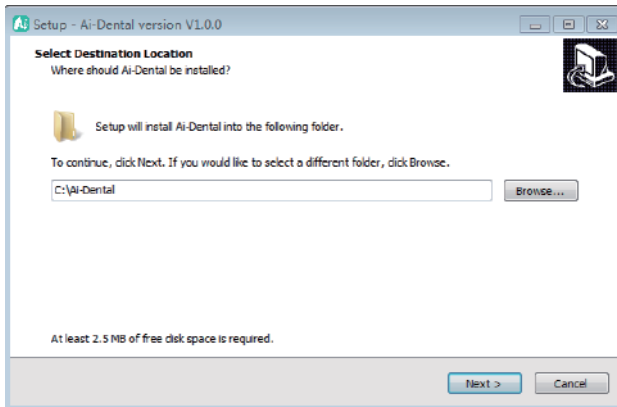 Ai Setup - Ai-Dental version V1.0.0
Select Destination Location
Where should Ai-Dental be installed?
Setup will install Ai-Dental into the following folder.
To continue, click Next. If you would like to select a different folder, click Browse.
C:\Ai-Dental
Browse...
At least 2.5 MB of free disk space is required.
Next >
Cancel